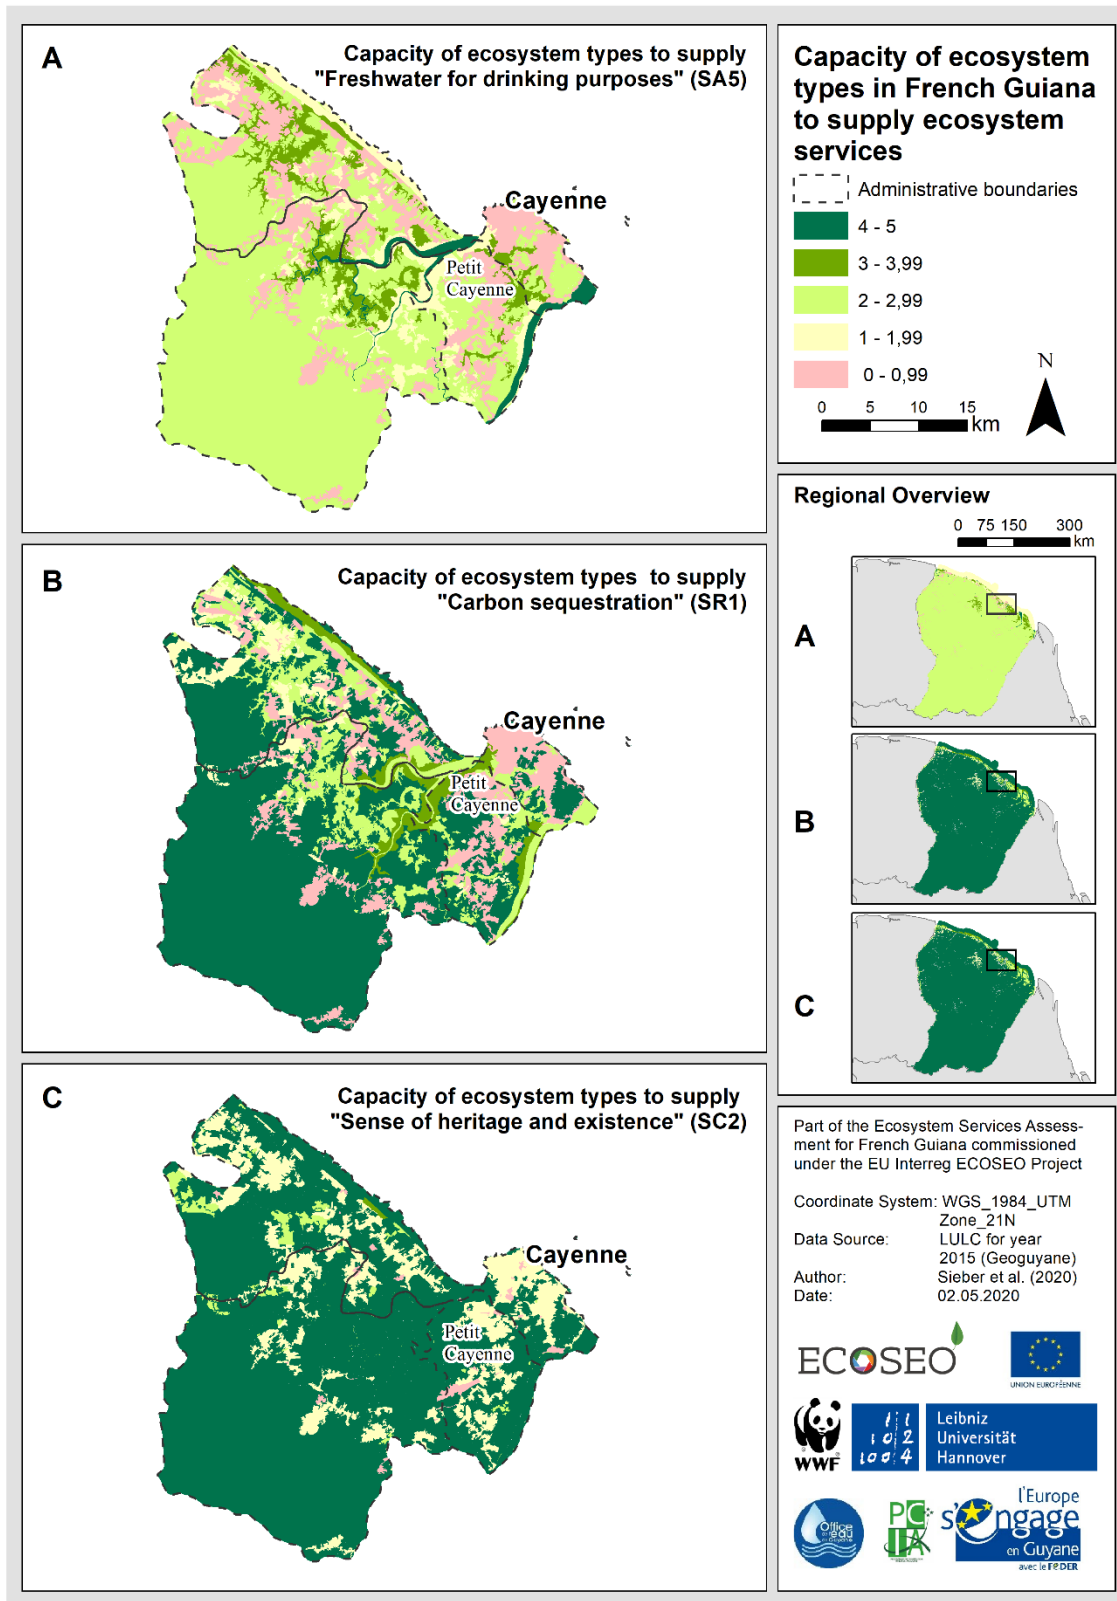 A
Capacity of ecosystem types to supply
"Freshwater for drinking purposes" (SA5)
Cayenne
Petit
Cayenne
B
Capacity of ecosystem types to supply
"Carbon sequestration" (SR1)
Cayenne
Petit
Cayenne
C
Capacity of ecosystem types to supply
"Sense of heritage and existence" (SC2)
Cayenne
Petit
Cayenne
Capacity of ecosystem
types in French Guiana
to supply ecosystem
services
Administrative boundaries
4 - 5
3 - 3,99
2 - 2,99
1 - 1,99
0 - 0,99
N
0 5 10 15
km
Regional Overview
0 75 150 300
km
A
B
C
Part of the Ecosystem Services Assess-
ment for French Guiana commissioned
under the EU Interreg ECOSEO Project
Coordinate System: WGS_1984_UTM
Zone_21N
Data Source: LULC for year
2015 (Geoguyane)
Author: Sieber et al. (2020)
Date: 02.05.2020
ECOSEO
UNION EUROPÉENNE
WWF
Leibniz
Universität
Hannover
Office
de l'eau
PC
IA
l'Europe
s'engage
en Guyane
avec le FEDER